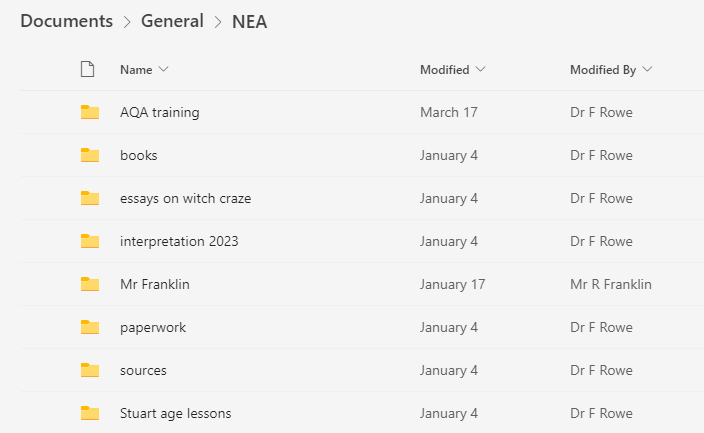 Documents > General > NEA
Name Modified Modified By
AQA training March 17 Dr F Rowe
books January 4 Dr F Rowe
essays on witch craze January 4 Dr F Rowe
interpretation 2023 January 4 Dr F Rowe
Mr Franklin January 17 Mr R Franklin
paperwork January 4 Dr F Rowe
sources January 4 Dr F Rowe
Stuart age lessons January 4 Dr F Rowe